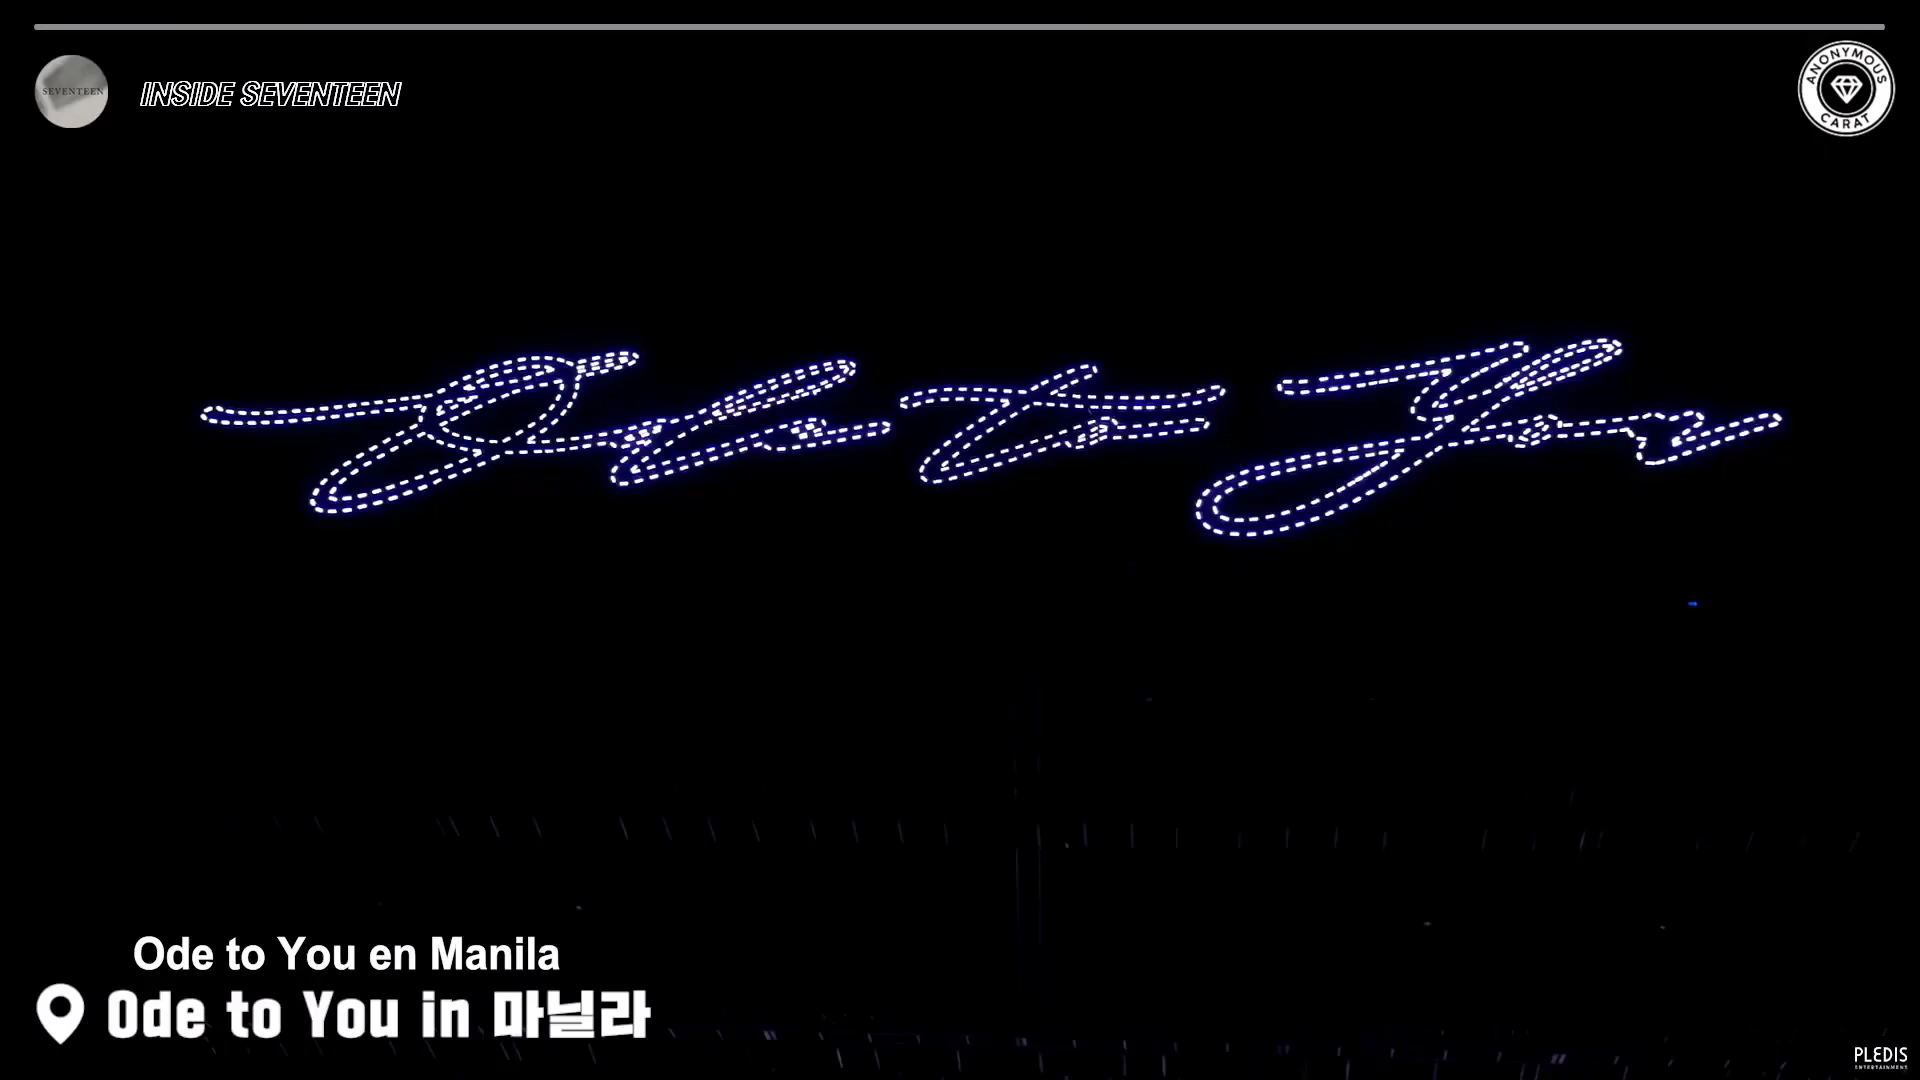 SEVENTEEN
INSIDE SEVENTEEN
ANONYMOUS
CARAT
Ode to You
Ode to You en Manila
Ode to You in 마닐라
PLEDIS
ENTERTAINMENT